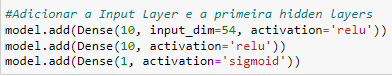 #Adicionar a Input Layer e a primeira hidden layers
model.add(Dense(10, input_dim=54, activation='relu'))
model.add(Dense(10, activation='relu'))
model.add(Dense(1, activation='sigmoid'))